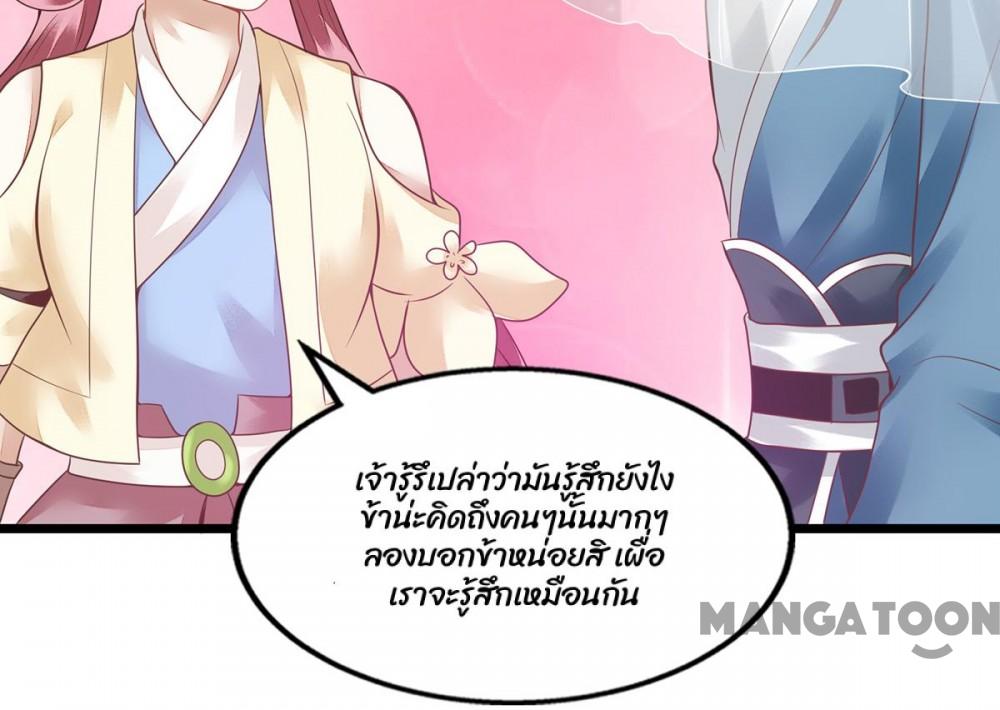 เจ้ารู้รึเปล่าว่ามันรู้สึกยังไง
ข้าน่ะคิดถึงคนๆนั้นมากๆ
ลองบอกข้าหน่อยสิ เผื่อ
เราจะรู้สึกเหมือนกัน
MANGATOON